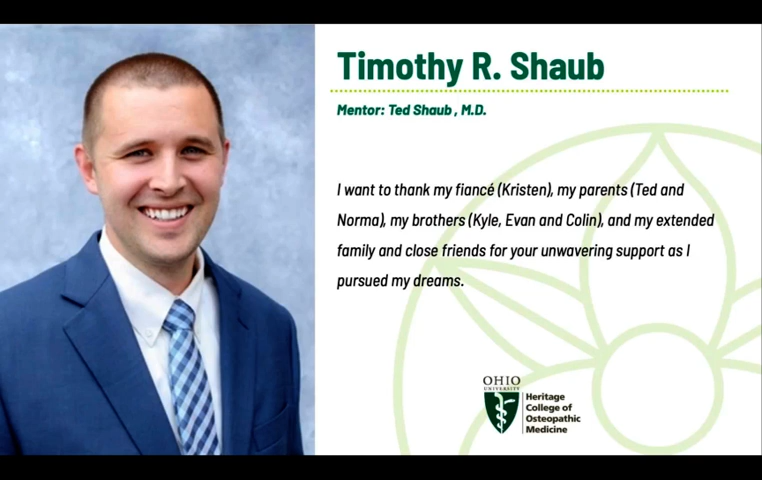 Timothy R. Shaub
Mentor: Ted Shaub , M.D.
I want to thank my fiancé (Kristen), my parents (Ted and
Norma), my brothers (Kyle, Evan and Colin), and my extended
family and close friends for your unwavering support as I
pursued my dreams.
OHIO
UNIVERSITY
Heritage
College of
Osteopathic
Medicine